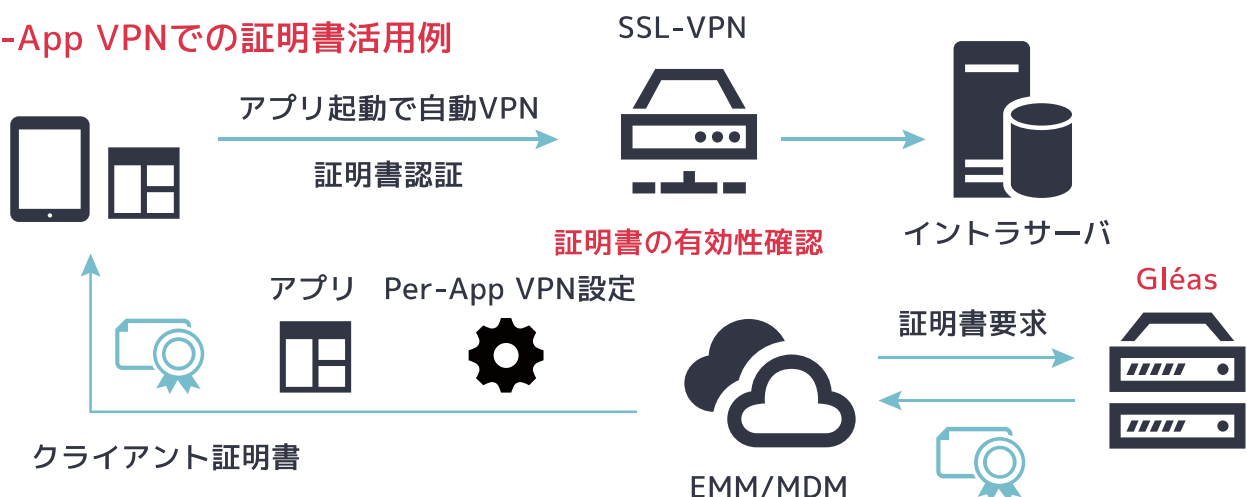 -App VPNでの証明書活用例
SSL-VPN
アプリ起動で自動VPN
証明書認証
イントラサーバ
証明書の有効性確認
Gléas
アプリ
Per-App VPN設定
証明書要求
クライアント証明書
EMM/MDM